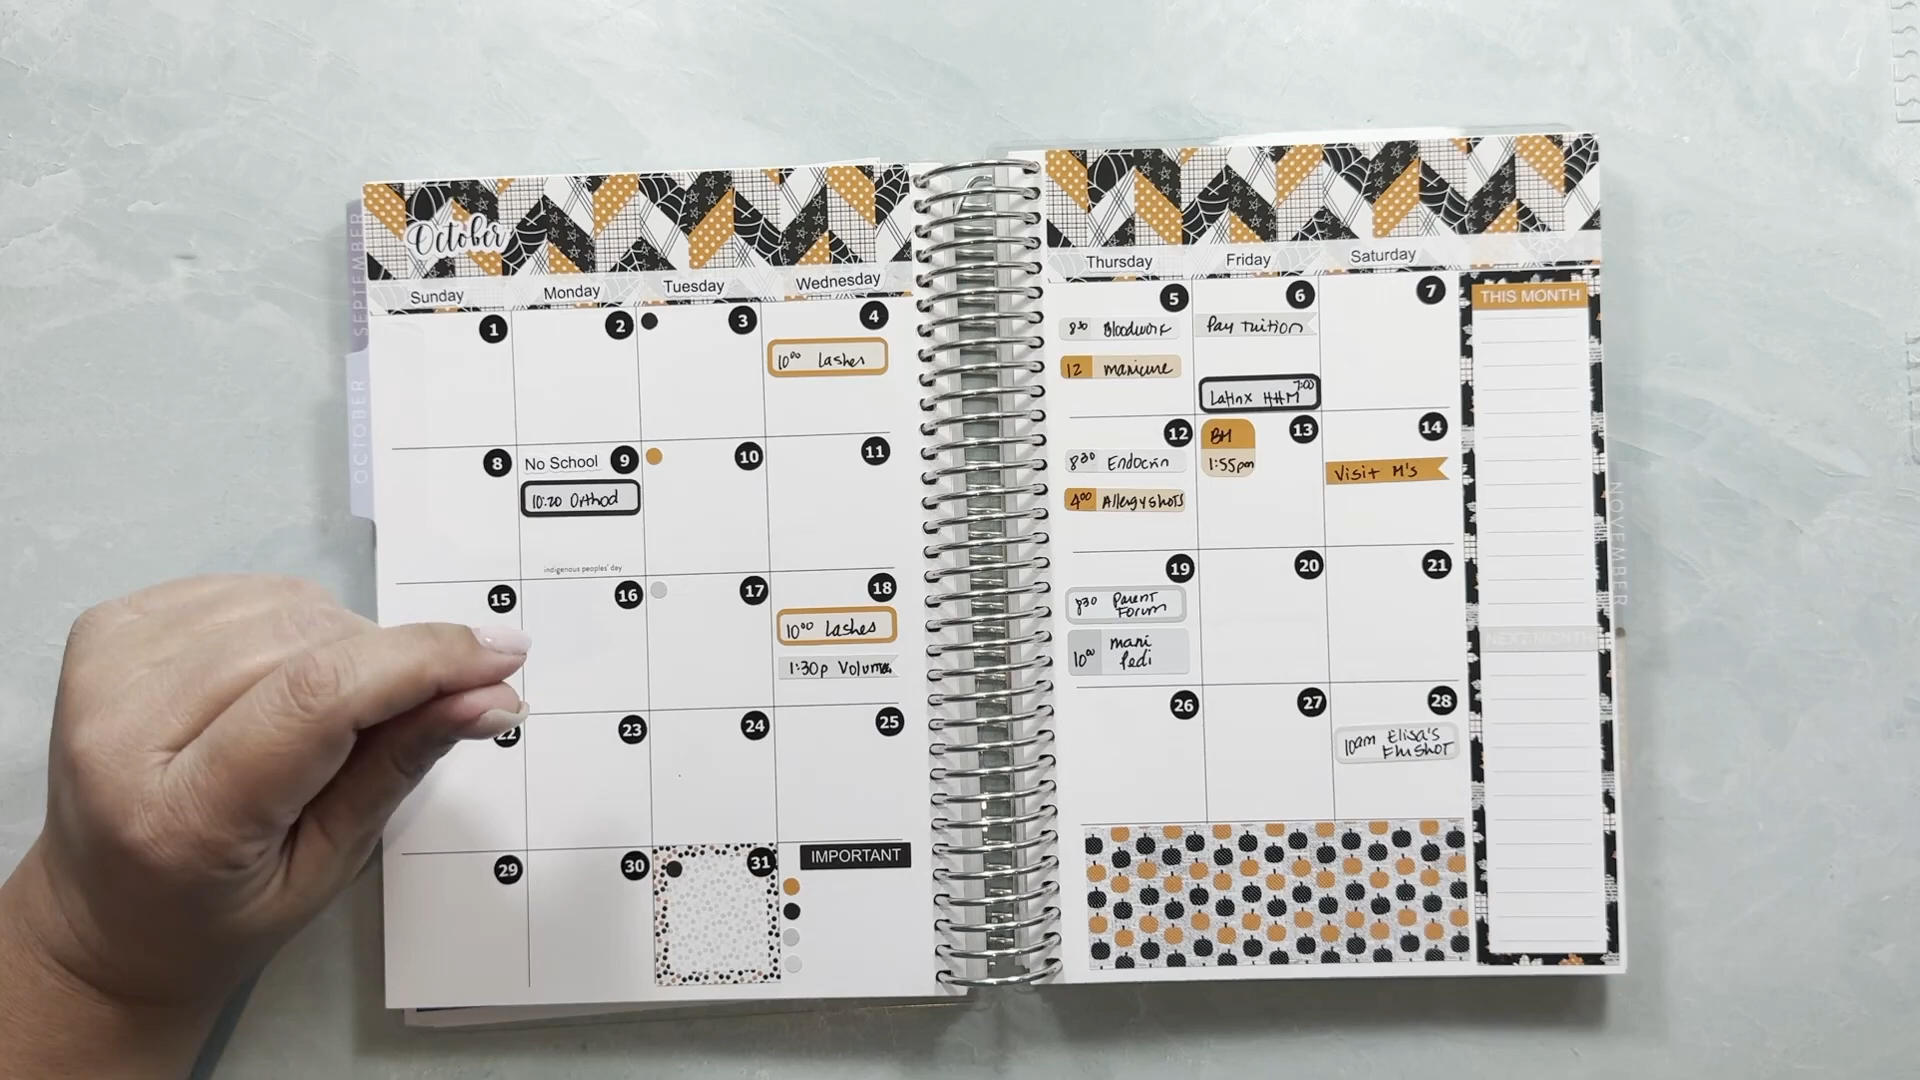 October
Sunday
Monday
Tuesday
Wednesday
Thursday
Friday
Saturday
SEPTEMBER
OCTOBER
NOVEMBER
1
2
3
4
10⁰⁰ Lashes
5
8³⁰ Bloodwork
12 manicure
6
Pay Tuition
7:00
Latinx HHM
7
8
No School 9
10:20 Orthod
indigenous peoples' day
10
11
12
8³⁰ Endocrin
4⁰⁰ Allergy shots
13
BH
1:55pm
14
Visit M's
15
16
17
18
10⁰⁰ Lashes
1:30p
19
8³⁰ Parent
Forum
10⁰⁰ mani
Pedi
20
21
22
23
24
25
26
27
28
10am Elisa's
Flu shot
29
30
31
IMPORTANT
THIS MONTH
NEXT MONTH